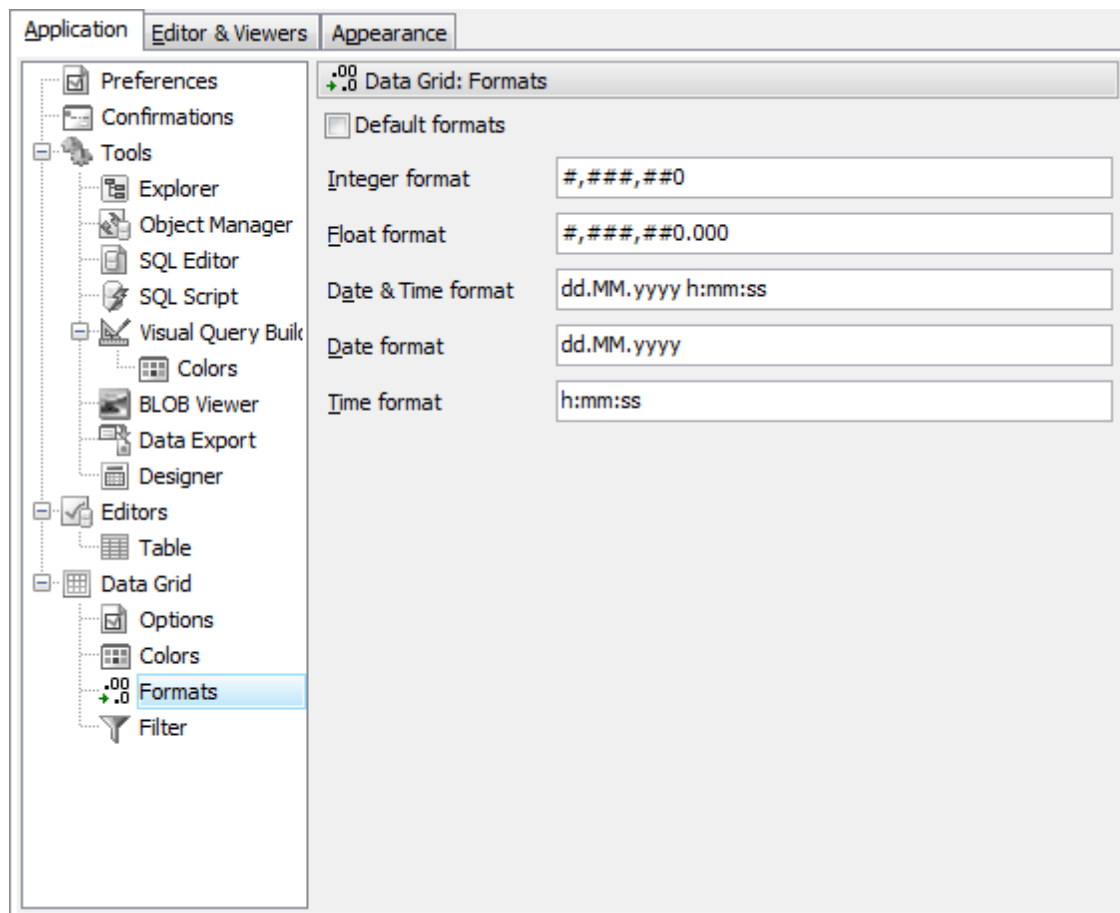 Application
Editor & Viewers
Appearance
Preferences
Confirmations
Tools
Explorer
Object Manager
SQL Editor
SQL Script
Visual Query Build
Colors
BLOB Viewer
Data Export
Designer
Editors
Table
Data Grid
Options
Colors
Formats
Filter
Data Grid: Formats
Default formats
Integer format #,###,##0
Float format #,###,##0.000
Date & Time format dd.MM.yyyy h:mm:ss
Date format dd.MM.yyyy
Time format h:mm:ss